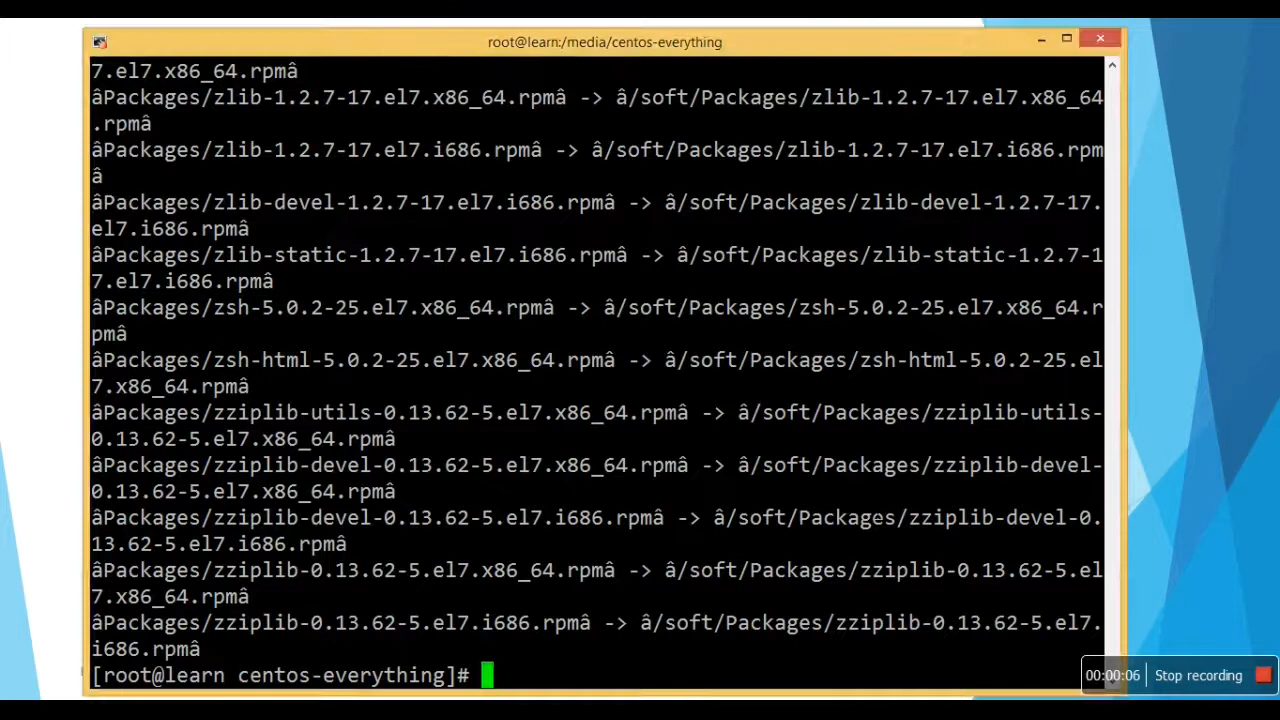 root@learn:/media/centos-everything
7.el7.x86_64.rpmâ
âPackages/zlib-1.2.7-17.el7.x86_64.rpmâ -> â/soft/Packages/zlib-1.2.7-17.el7.x86_64
.rpmâ
âPackages/zlib-1.2.7-17.el7.i686.rpmâ -> â/soft/Packages/zlib-1.2.7-17.el7.i686.rpm
â
âPackages/zlib-devel-1.2.7-17.el7.i686.rpmâ -> â/soft/Packages/zlib-devel-1.2.7-17.
el7.i686.rpmâ
âPackages/zlib-static-1.2.7-17.el7.i686.rpmâ -> â/soft/Packages/zlib-static-1.2.7-1
7.el7.i686.rpmâ
âPackages/zsh-5.0.2-25.el7.x86_64.rpmâ -> â/soft/Packages/zsh-5.0.2-25.el7.x86_64.r
pmâ
âPackages/zsh-html-5.0.2-25.el7.x86_64.rpmâ -> â/soft/Packages/zsh-html-5.0.2-25.el
7.x86_64.rpmâ
âPackages/zziplib-utils-0.13.62-5.el7.x86_64.rpmâ -> â/soft/Packages/zziplib-utils-
0.13.62-5.el7.x86_64.rpmâ
âPackages/zziplib-devel-0.13.62-5.el7.x86_64.rpmâ -> â/soft/Packages/zziplib-devel-
0.13.62-5.el7.x86_64.rpmâ
âPackages/zziplib-devel-0.13.62-5.el7.i686.rpmâ -> â/soft/Packages/zziplib-devel-0.
13.62-5.el7.i686.rpmâ
âPackages/zziplib-0.13.62-5.el7.x86_64.rpmâ -> â/soft/Packages/zziplib-0.13.62-5.el
7.x86_64.rpmâ
âPackages/zziplib-0.13.62-5.el7.i686.rpmâ -> â/soft/Packages/zziplib-0.13.62-5.el7.
i686.rpmâ
[root@learn centos-everything]#
00:00:06 Stop recording